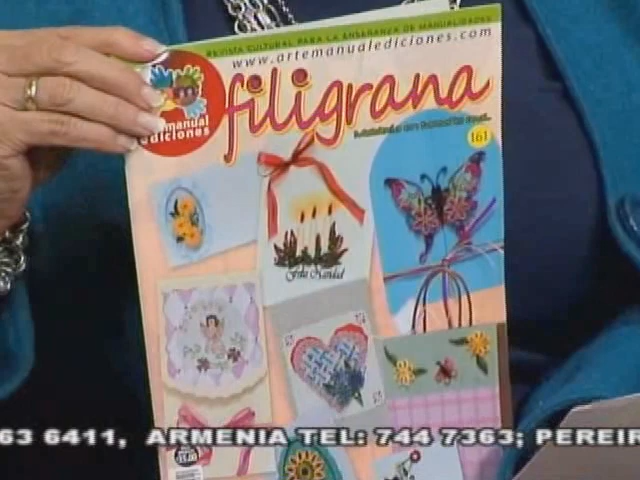 REVISTA CULTURAL PARA LA ENSEÑANZA DE MANUALIDADES
www.artemanualediciones.com
filigrana
manual
ediciones
161
Feliz Navidad
63 6411, ARMENIA TEL: 744 7363; PEREIR